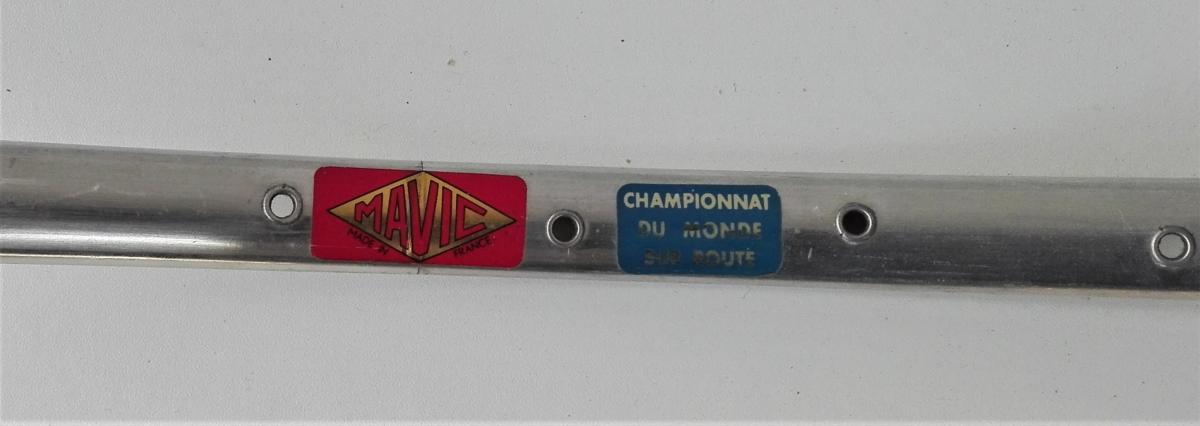 MAVIC
MADE IN FRANCE
CHAMPIONNAT
DU MONDE
SUR ROUTE